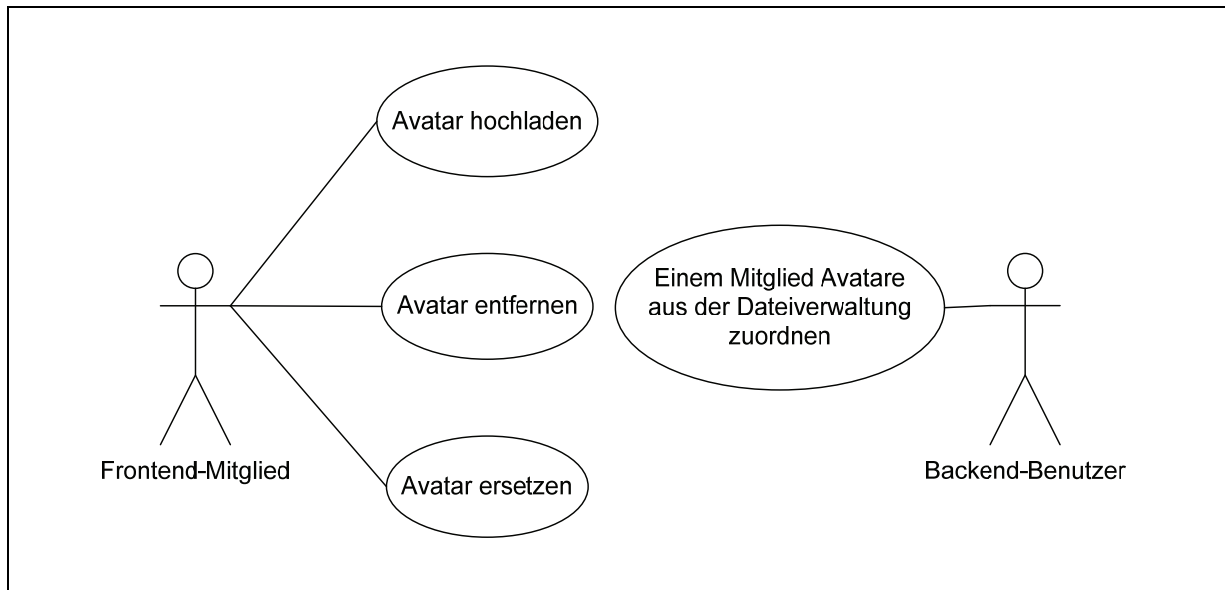 Avatar hochladen
Avatar entfernen
Einem Mitglied Avatare
aus der Dateiverwaltung
zuordnen
Avatar ersetzen
Frontend-Mitglied
Backend-Benutzer